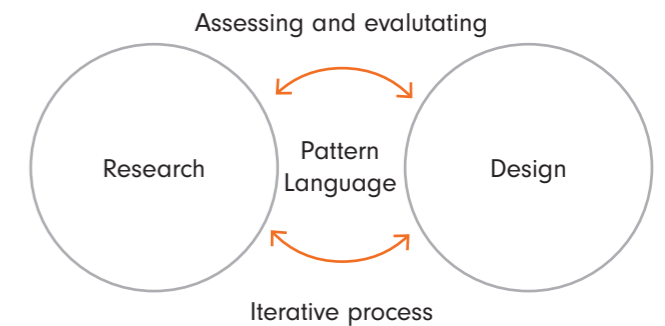 Assessing and evalutating
Research
Pattern
Language
Design
Iterative process